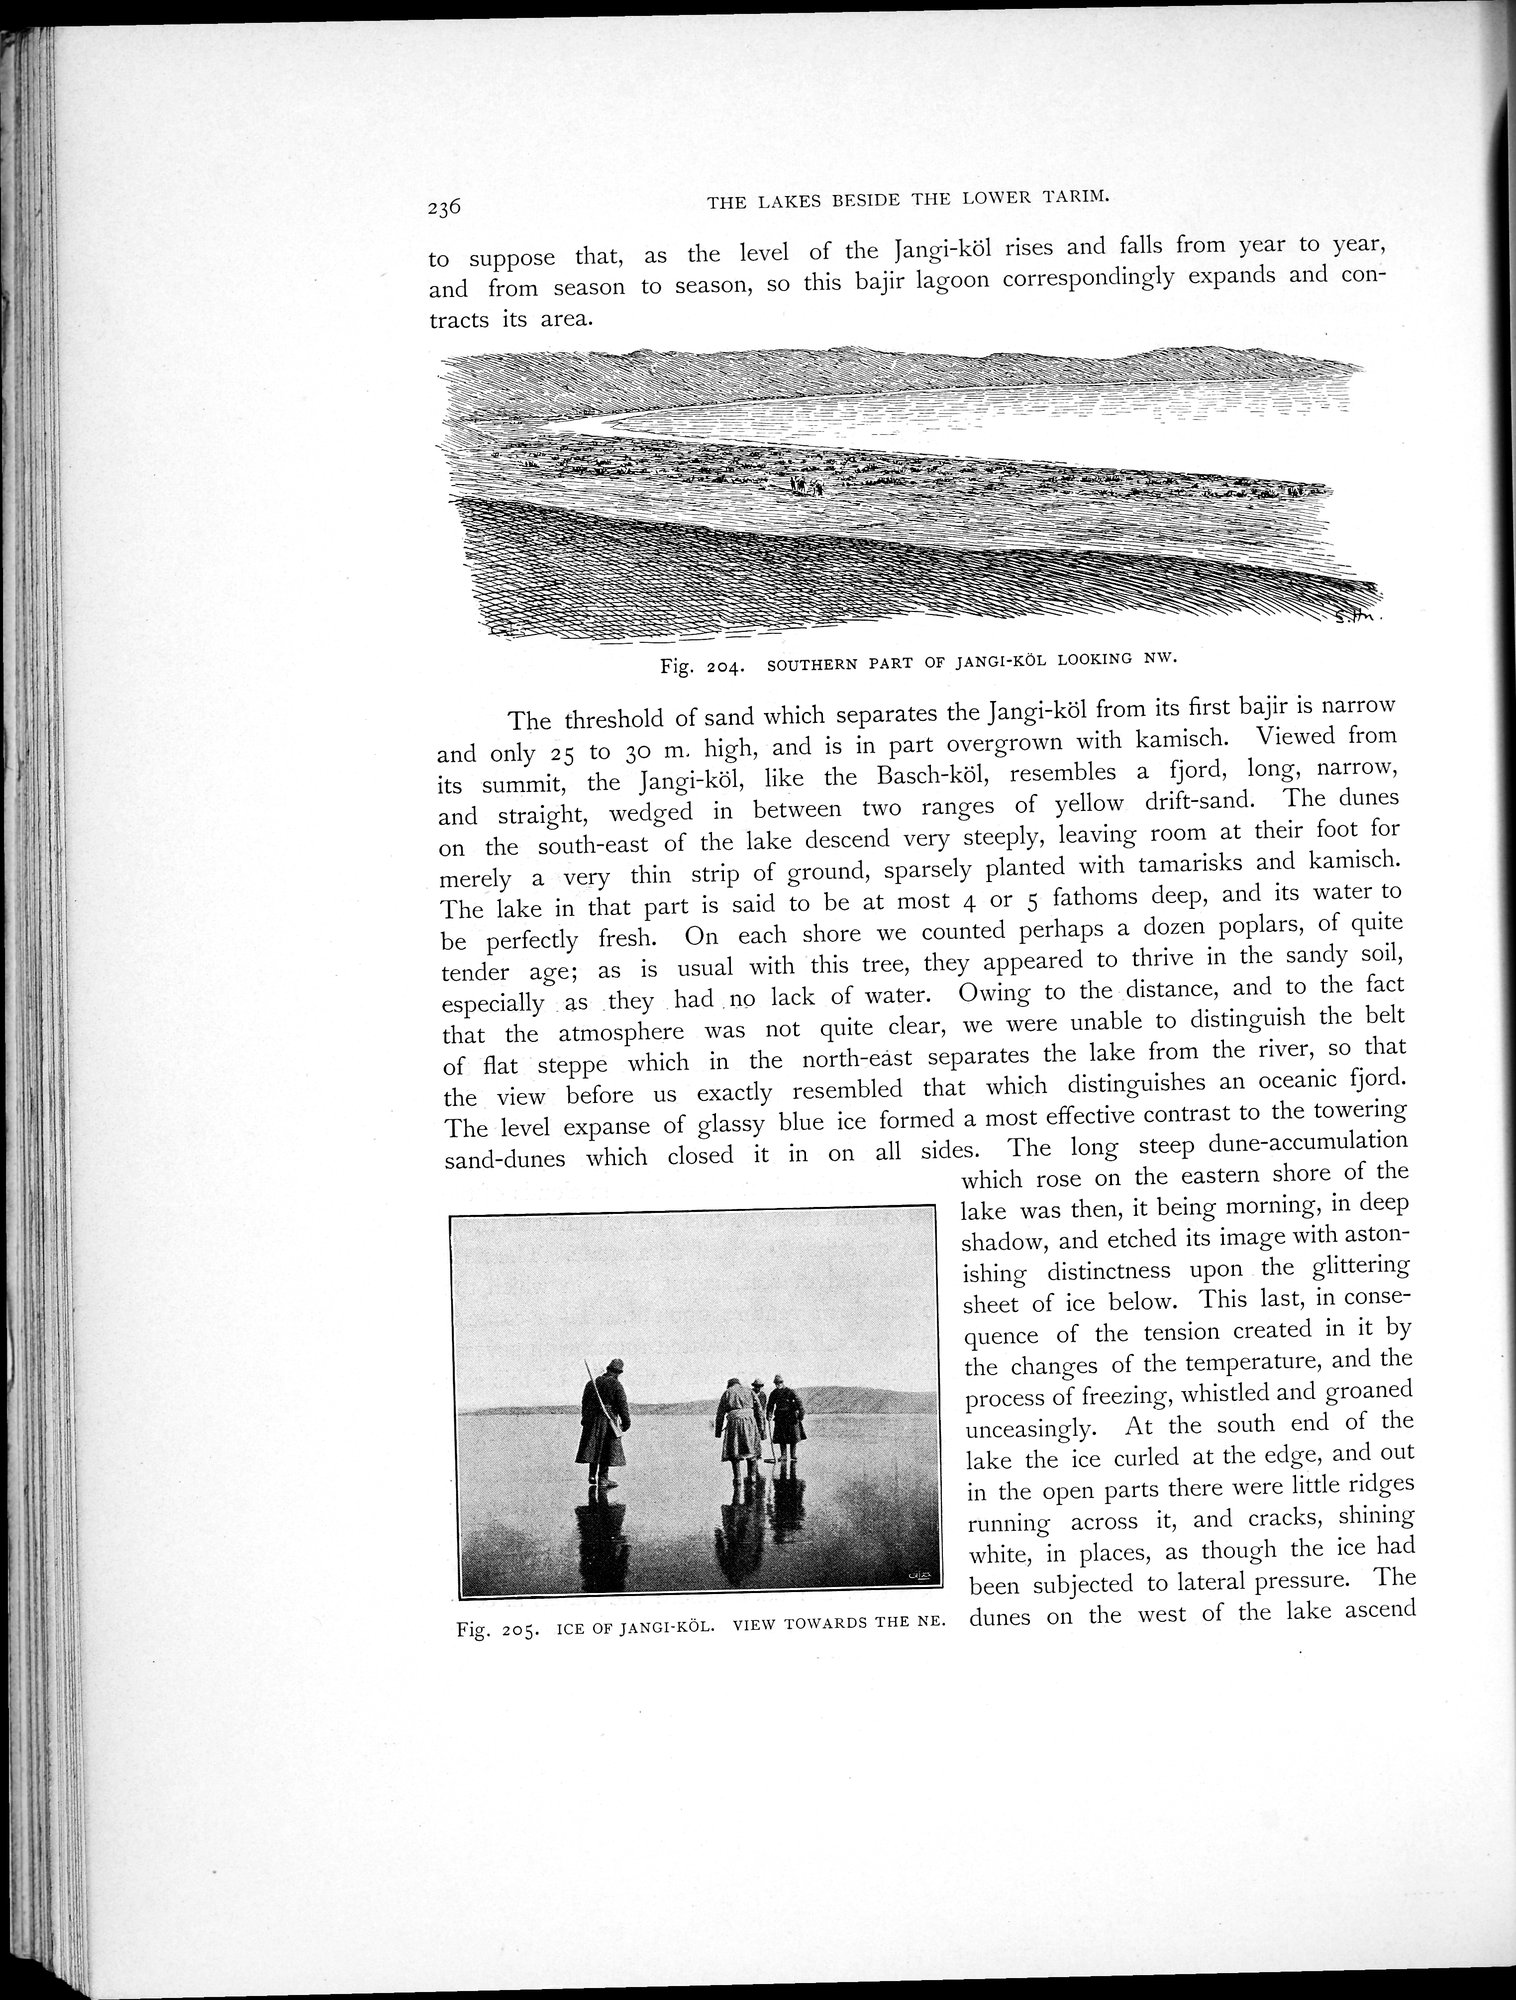 236
THE LAKES BESIDE THE LOWER TARIM.
to suppose that, as the level of the Jangi-köl rises and falls from year to year,
and from season to season, so this bajir lagoon correspondingly expands and con-
tracts its area.
S. Hn.
Fig. 204. SOUTHERN PART OF JANGI-KÖL LOOKING NW.
The threshold of sand which separates the Jangi-köl from its first bajir is narrow
and only 25 to 30 m. high, and is in part overgrown with kamisch. Viewed from
its summit, the Jangi-köl, like the Basch-köl, resembles a fjord, long, narrow,
and straight, wedged in between two ranges of yellow drift-sand. The dunes
on the south-east of the lake descend very steeply, leaving room at their foot for
merely a very thin strip of ground, sparsely planted with tamarisks and kamisch.
The lake in that part is said to be at most 4 or 5 fathoms deep, and its water to
be perfectly fresh. On each shore we counted perhaps a dozen poplars, of quite
tender age; as is usual with this tree, they appeared to thrive in the sandy soil,
especially as they had no lack of water. Owing to the distance, and to the fact
that the atmosphere was not quite clear, we were unable to distinguish the belt
of flat steppe which in the north-east separates the lake from the river, so that
the view before us exactly resembled that which distinguishes an oceanic fjord.
The level expanse of glassy blue ice formed a most effective contrast to the towering
sand-dunes which closed it in on all sides. The long steep dune-accumulation
which rose on the eastern shore of the
lake was then, it being morning, in deep
shadow, and etched its image with aston-
ishing distinctness upon the glittering
sheet of ice below. This last, in conse-
quence of the tension created in it by
the changes of the temperature, and the
process of freezing, whistled and groaned
unceasingly. At the south end of the
lake the ice curled at the edge, and out
in the open parts there were little ridges
running across it, and cracks, shining
white, in places, as though the ice had
been subjected to lateral pressure. The
dunes on the west of the lake ascend
Fig. 205. ICE OF JANGI-KÖL. VIEW TOWARDS THE NE.